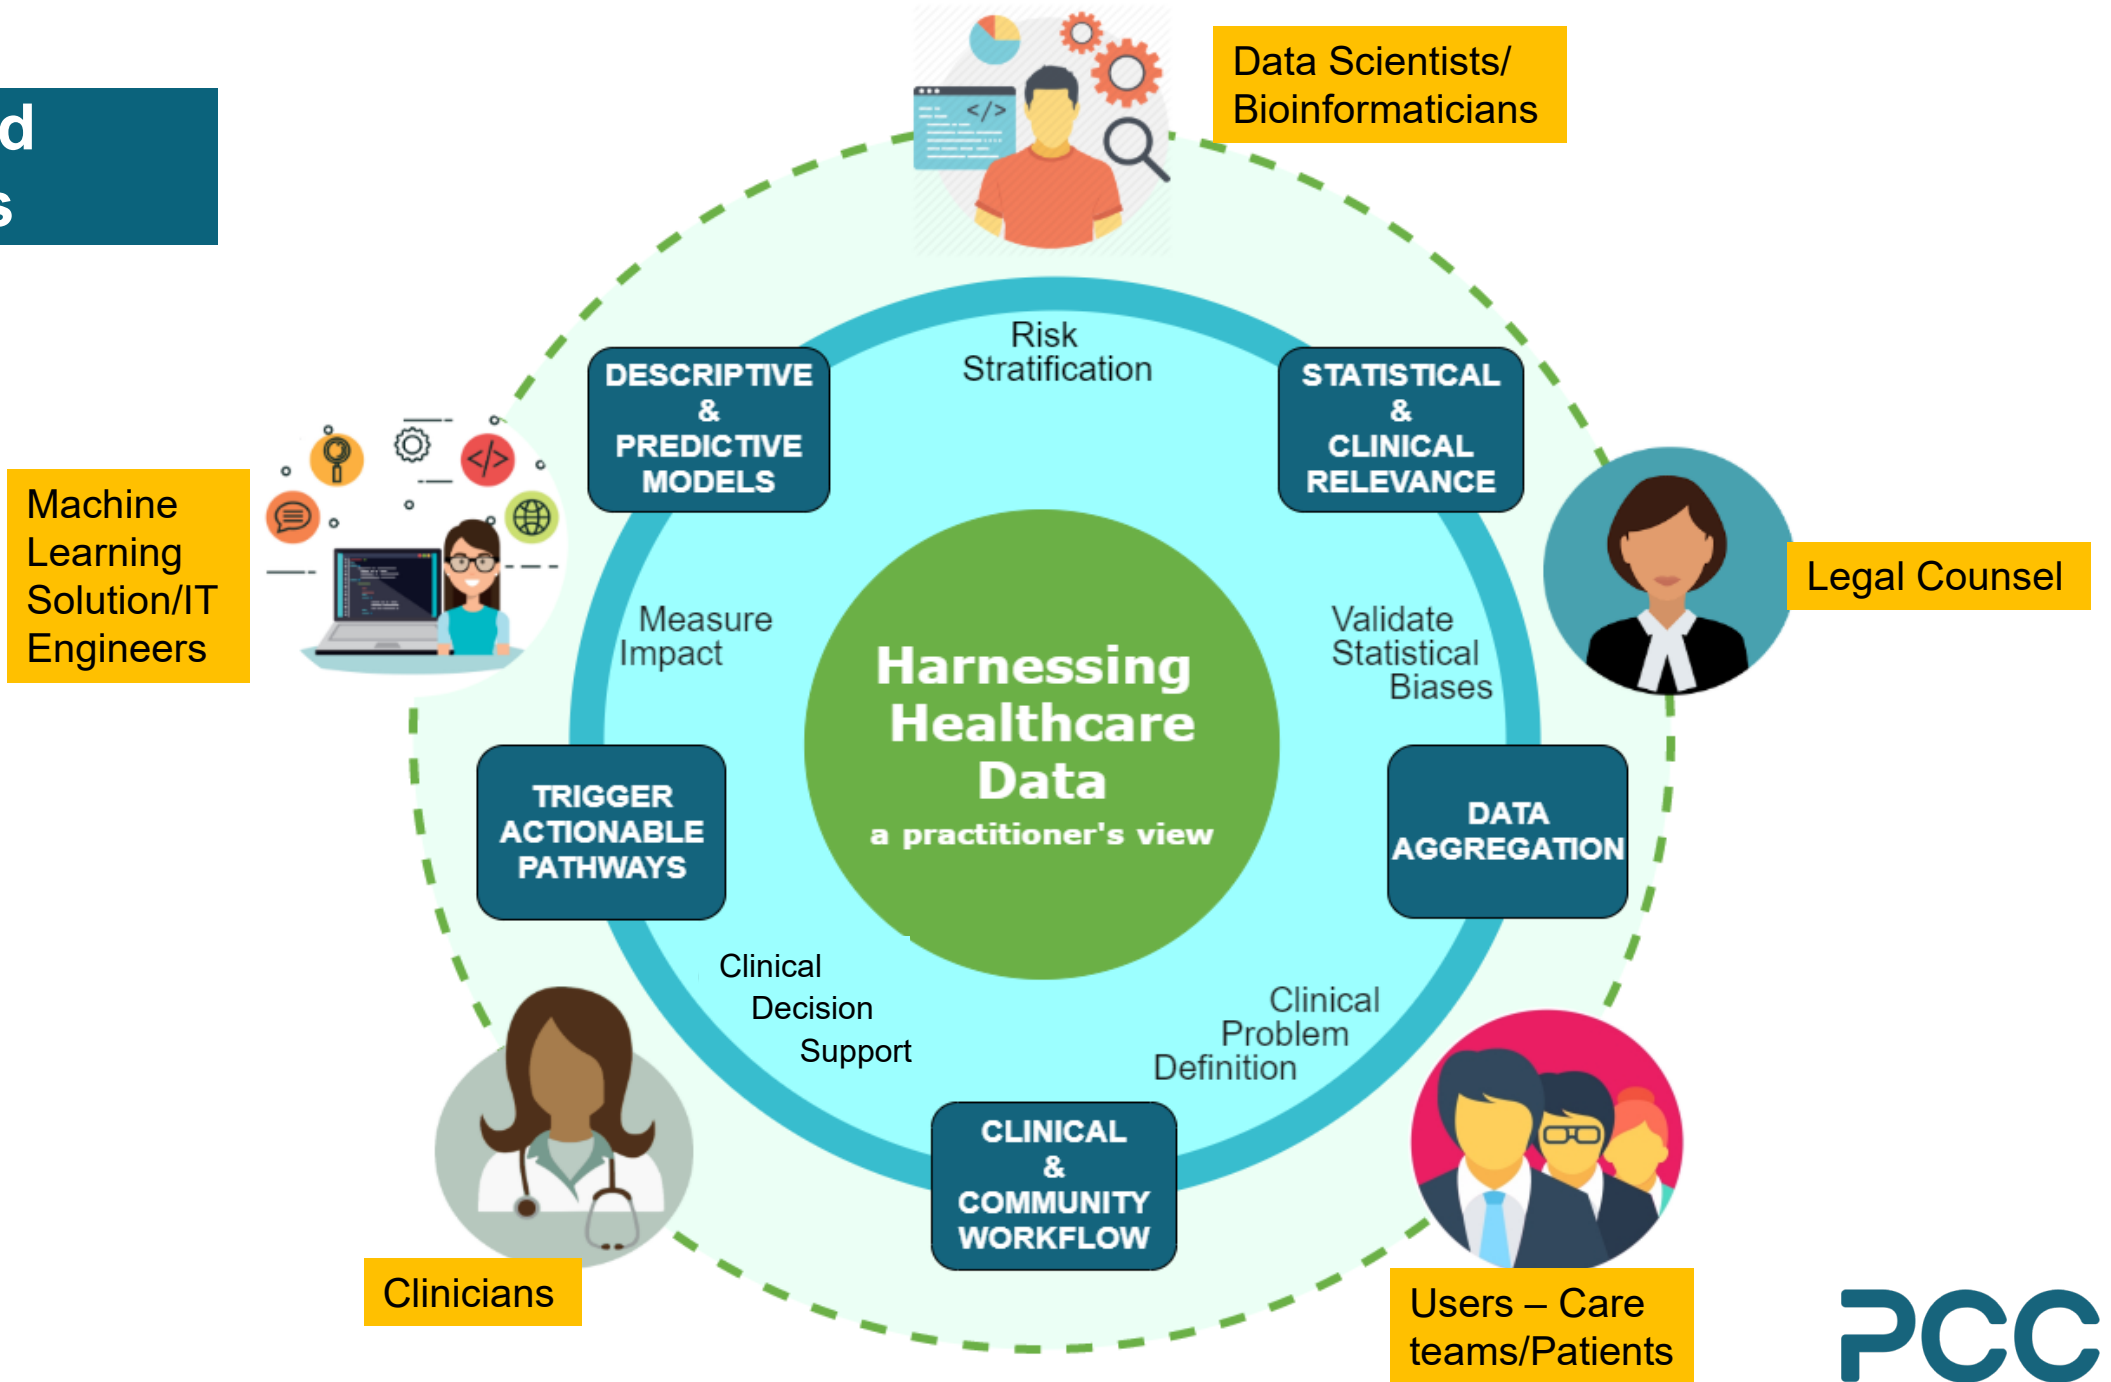 d
s
Data Scientists/
Bioinformaticians
</>
Risk
Stratification
DESCRIPTIVE
&
PREDICTIVE
MODELS
STATISTICAL
&
CLINICAL
RELEVANCE
</>
Machine
Learning
Solution/IT
Engineers
Legal Counsel
Measure
Impact
Validate
Statistical
Biases
Harnessing
Healthcare
Data
a practitioner's view
TRIGGER
ACTIONABLE
PATHWAYS
DATA
AGGREGATION
Clinical
Decision
Support
Clinical
Problem
Definition
CLINICAL
&
COMMUNITY
WORKFLOW
Clinicians
Users – Care
teams/Patients
PCC